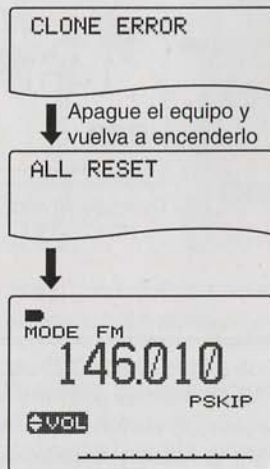 CLONE ERROR
Apague el equipo y
vuelva a encenderlo
ALL RESET
MODE FM
146.010
PSKIP
VOL